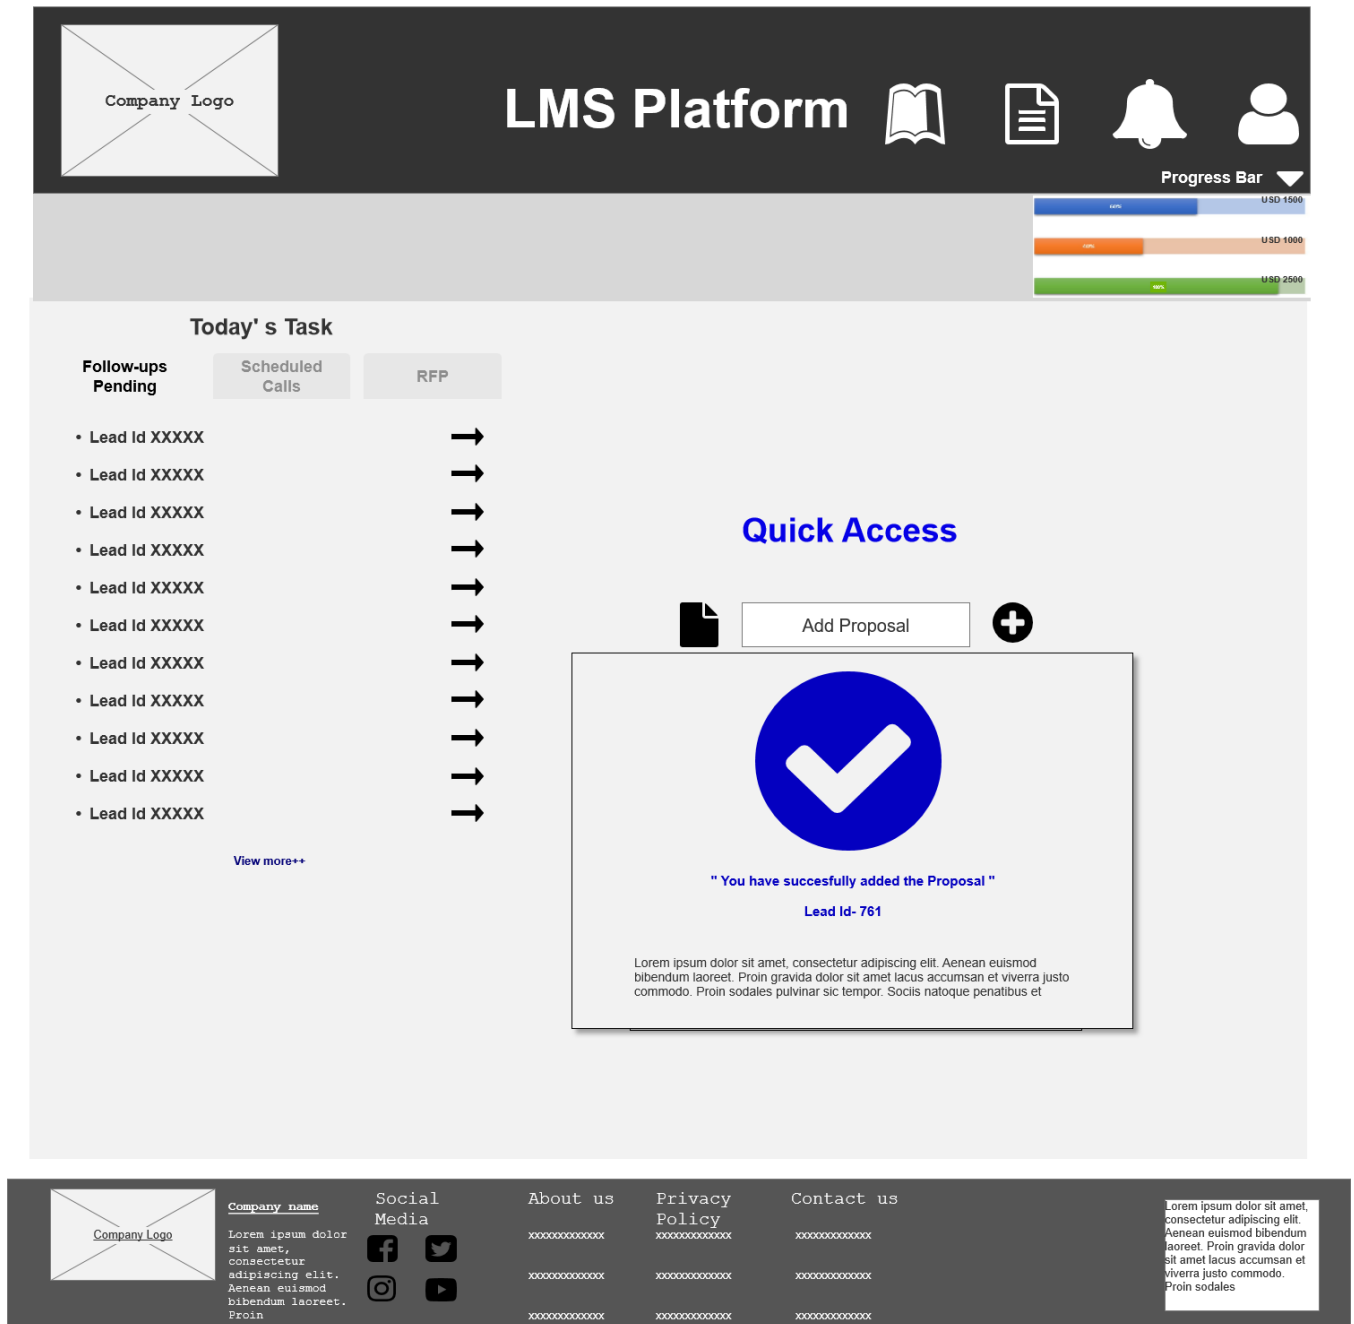 Company Logo
LMS Platform
Progress Bar
USD 1500
USD 1000
USD 2500
100%
Today' s Task
Follow-ups
Pending
Scheduled
Calls
RFP
• Lead Id XXXXX
• Lead Id XXXXX
• Lead Id XXXXX
• Lead Id XXXXX
• Lead Id XXXXX
• Lead Id XXXXX
• Lead Id XXXXX
• Lead Id XXXXX
• Lead Id XXXXX
• Lead Id XXXXX
• Lead Id XXXXX
View more++
Quick Access
Add Proposal
" You have succesfully added the Proposal "
Lead Id- 761
Lorem ipsum dolor sit amet, consectetur adipiscing elit. Aenean euismod
bibendum laoreet. Proin gravida dolor sit amet lacus accumsan et viverra justo
commodo. Proin sodales pulvinar sic tempor. Sociis natoque penatibus et
Company Logo
Company name
Lorem ipsum dolor
sit amet,
consectetur
adipiscing elit.
Aenean euismod
bibendum laoreet.
Proin
Social
Media
About us
xxxxxxxxxxxxx
xxxxxxxxxxxxx
xxxxxxxxxxxxx
Privacy
Policy
xxxxxxxxxxxxx
xxxxxxxxxxxxx
xxxxxxxxxxxxx
Contact us
xxxxxxxxxxxxx
xxxxxxxxxxxxx
xxxxxxxxxxxxx
Lorem ipsum dolor sit amet,
consectetur adipiscing elit.
Aenean euismod bibendum
laoreet. Proin gravida dolor
sit amet lacus accumsan et
viverra justo commodo.
Proin sodales